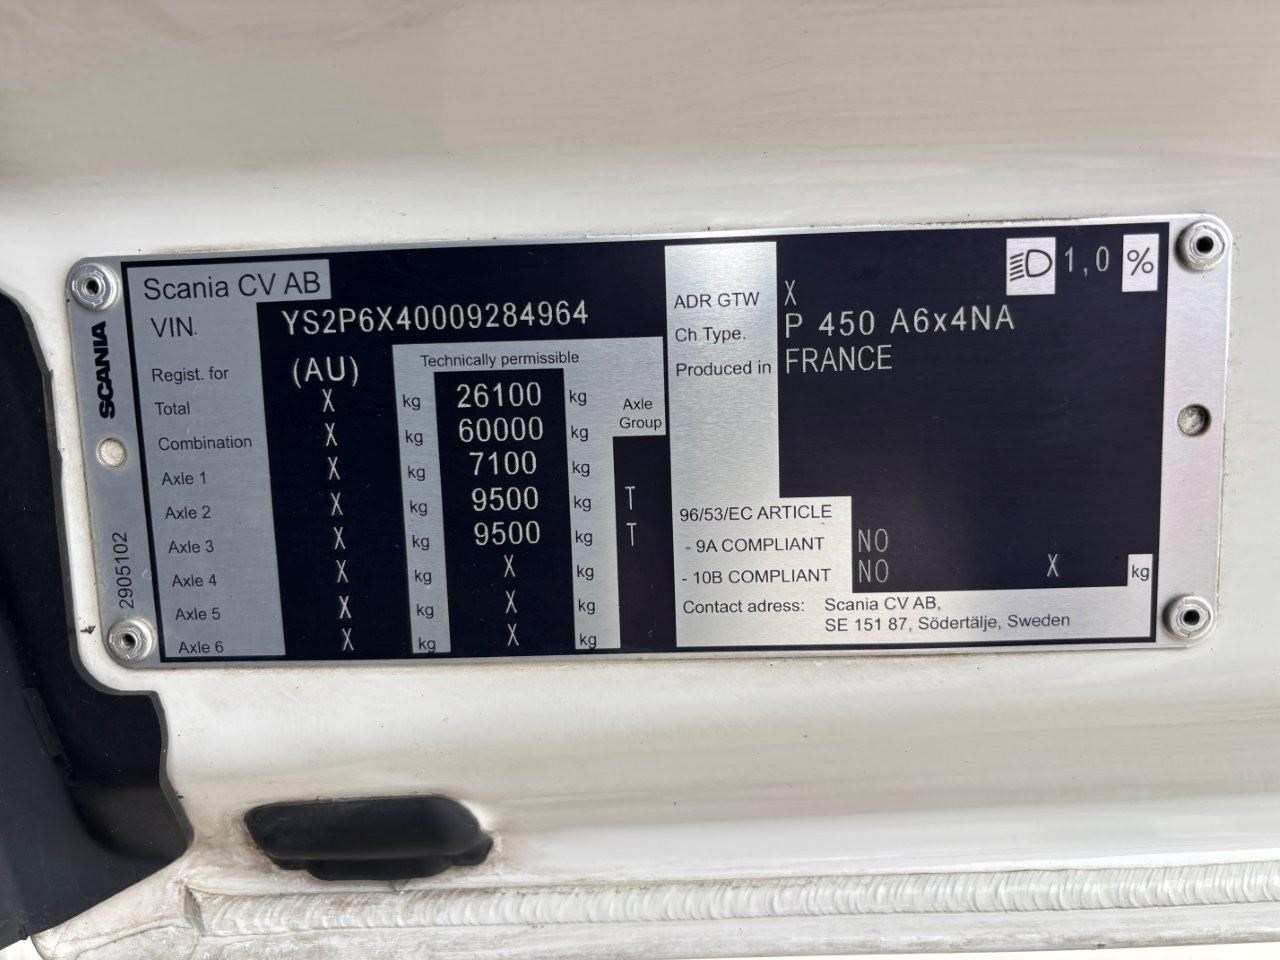 Scania CV AB
SCANIA
2905102
VIN. YS2P6X40009284964
Regist. for (AU) Technically permissible
Total X kg 26100 kg Axle Group
Combination X kg 60000 kg
Axle 1 X kg 7100 kg
Axle 2 X kg 9500 kg T
Axle 3 X kg 9500 kg T
Axle 4 X kg X kg
Axle 5 X kg X kg
Axle 6 X kg X kg
1,0 %
ADR GTW X
Ch Type. P 450 A6x4NA
Produced in FRANCE
96/53/EC ARTICLE
- 9A COMPLIANT NO
- 10B COMPLIANT NO X kg
Contact adress: Scania CV AB,
SE 151 87, Södertälje, Sweden